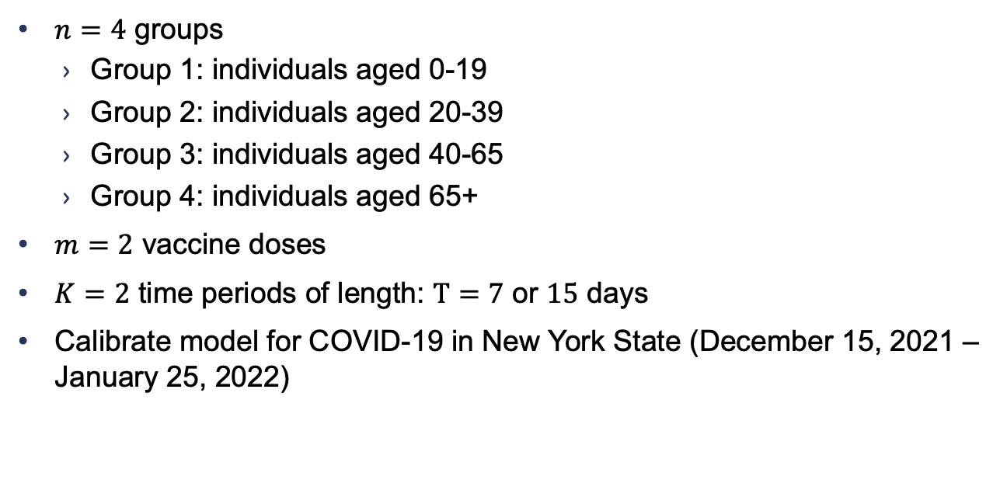 • 𝑛 = 4 groups
› Group 1: individuals aged 0-19
› Group 2: individuals aged 20-39
› Group 3: individuals aged 40-65
› Group 4: individuals aged 65+
• 𝑚 = 2 vaccine doses
• 𝐾 = 2 time periods of length: T = 7 or 15 days
• Calibrate model for COVID-19 in New York State (December 15, 2021 –
January 25, 2022)